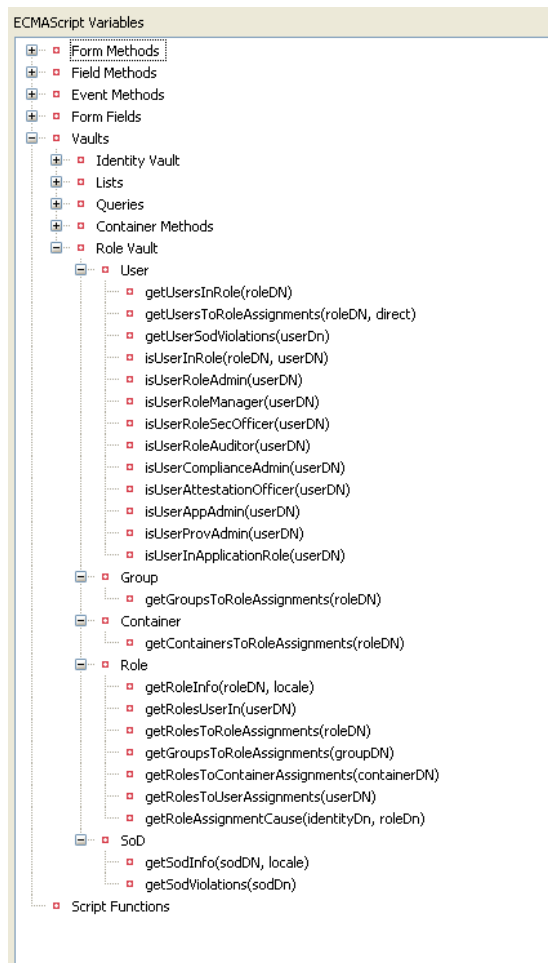 ECMAScript Variables
Form Methods
Field Methods
Event Methods
Form Fields
Vaults
Identity Vault
Lists
Queries
Container Methods
Role Vault
User
getUsersInRole(roleDN)
getUsersToRoleAssignments(roleDN, direct)
getUserSodViolations(userDn)
isUserInRole(roleDN, userDN)
isUserRoleAdmin(userDN)
isUserRoleManager(userDN)
isUserRoleSecOfficer(userDN)
isUserRoleAuditor(userDN)
isUserComplianceAdmin(userDN)
isUserAttestationOfficer(userDN)
isUserAppAdmin(userDN)
isUserProvAdmin(userDN)
isUserInApplicationRole(userDN)
Group
getGroupsToRoleAssignments(roleDN)
Container
getContainersToRoleAssignments(roleDN)
Role
getRoleInfo(roleDN, locale)
getRolesUserIn(userDN)
getRolesToRoleAssignments(roleDN)
getGroupsToRoleAssignments(groupDN)
getRolesToContainerAssignments(containerDN)
getRolesToUserAssignments(userDN)
getRoleAssignmentCause(identityDn, roleDn)
SoD
getSodInfo(sodDN, locale)
getSodViolations(sodDn)
Script Functions